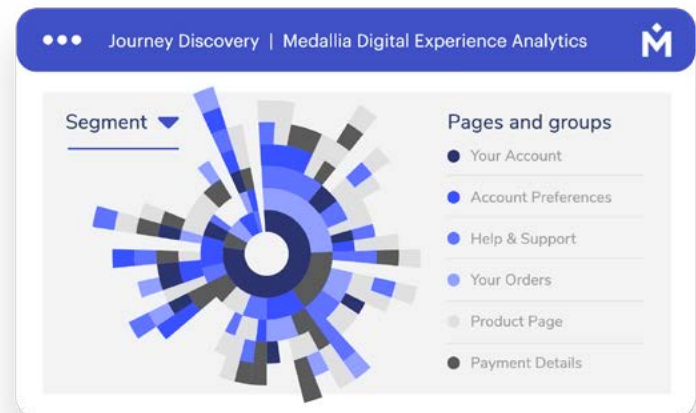 Journey Discovery | Medallia Digital Experience Analytics
Segment
Pages and groups
Your Account
Account Preferences
Help & Support
Your Orders
Product Page
Payment Details